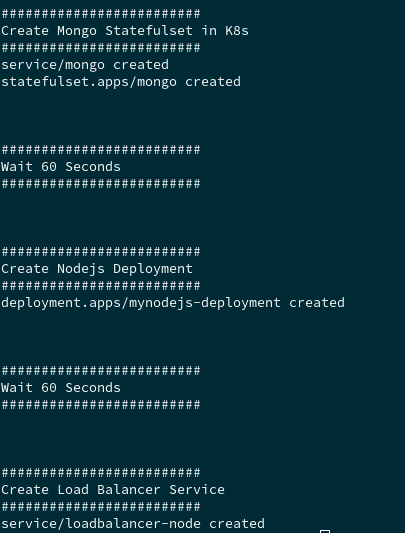 #########################
Create Mongo Statefulset in K8s
#########################
service/mongo created
statefulset.apps/mongo created
#########################
Wait 60 Seconds
#########################
#########################
Create Nodejs Deployment
#########################
deployment.apps/mynodejs-deployment created
#########################
Wait 60 Seconds
#########################
#########################
Create Load Balancer Service
#########################
service/loadbalancer-node created